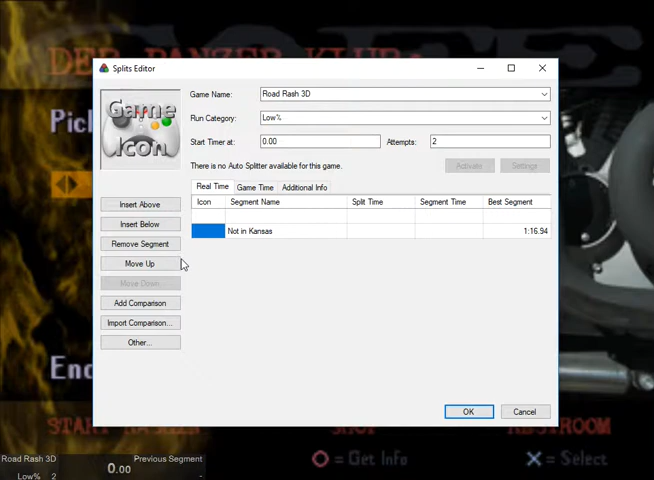 DER PANZER KLUB:
Splits Editor
Game Icon
Game Name: Road Rash 3D
Run Category: Low%
Start Timer at: 0.00 Attempts: 2
There is no Auto Splitter available for this game. Activate Settings
Real Time Game Time Additional Info
Icon Segment Name Split Time Segment Time Best Segment
Not in Kansas 1:16.94
Insert Above
Insert Below
Remove Segment
Move Up
Move Down
Add Comparison
Import Comparison...
Other...
OK Cancel
= Get Info = Select
Road Rash 3D 0.00 Previous Segment
Low% 2 -